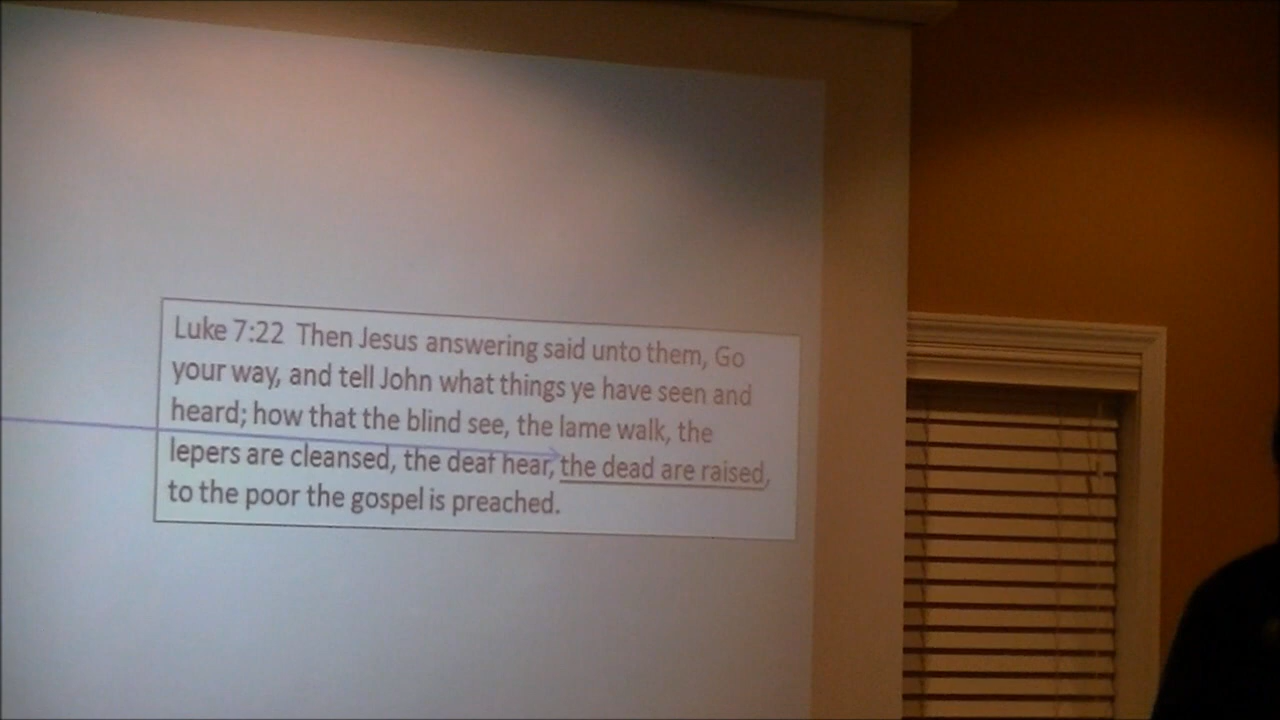 Luke 7:22  Then Jesus answering said unto them, Go
your way, and tell John what things ye have seen and
heard; how that the blind see, the lame walk, the
lepers are cleansed, the deaf hear, the dead are raised,
to the poor the gospel is preached.